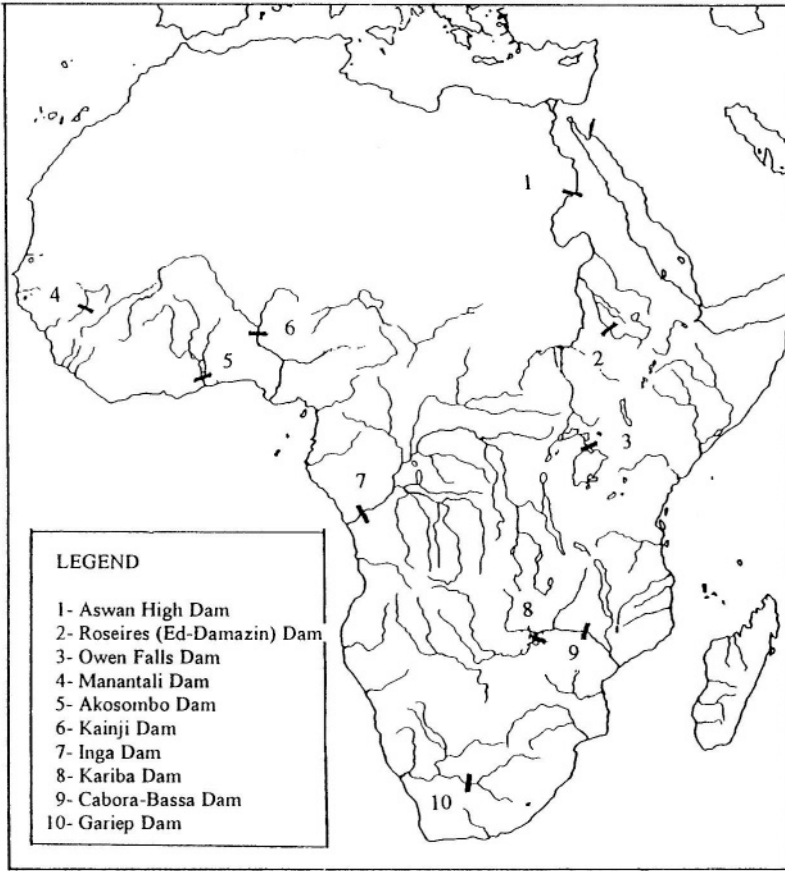 1
4
6
2
5
3
7
8
9
10
LEGEND
1- Aswan High Dam
2- Roseires (Ed-Damazin) Dam
3- Owen Falls Dam
4- Manantali Dam
5- Akosombo Dam
6- Kainji Dam
7- Inga Dam
8- Kariba Dam
9- Cabora-Bassa Dam
10- Gariep Dam